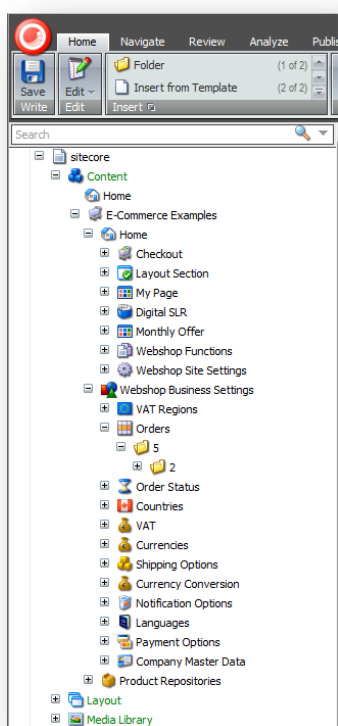 Home Navigate Review Analyze Publis
Folder (1 of 2)
Save Edit Insert from Template (2 of 2)
Write Edit Insert
Search
sitecore
Content
Home
E-Commerce Examples
Home
Checkout
Layout Section
My Page
Digital SLR
Monthly Offer
Webshop Functions
Webshop Site Settings
Webshop Business Settings
VAT Regions
Orders
5
2
Order Status
Countries
VAT
Currencies
Shipping Options
Currency Conversion
Notification Options
Languages
Payment Options
Company Master Data
Product Repositories
Layout
Media Library